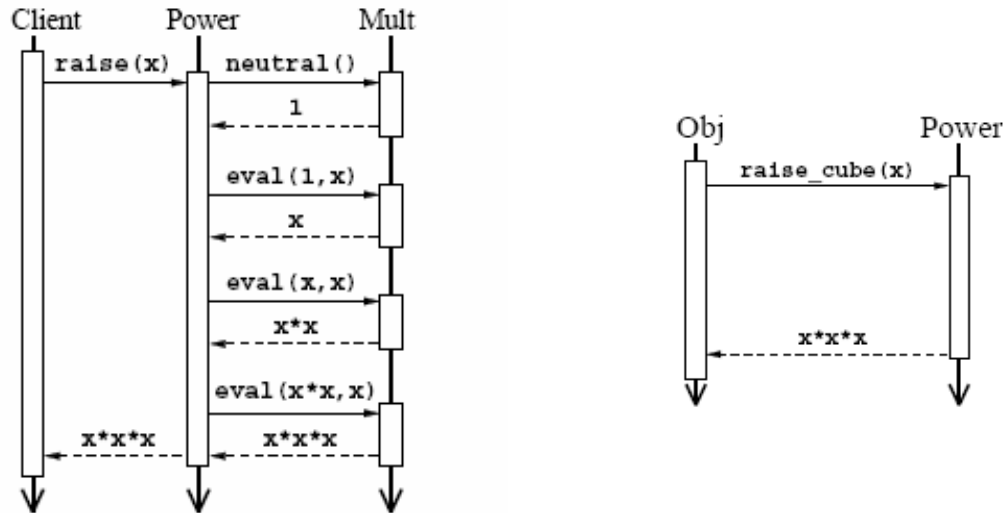 Client Power Mult
raise(x) neutral()
1
eval(1,x)
x
eval(x,x)
x*x
eval(x*x,x)
x*x*x x*x*x
Obj Power
raise_cube(x)
x*x*x